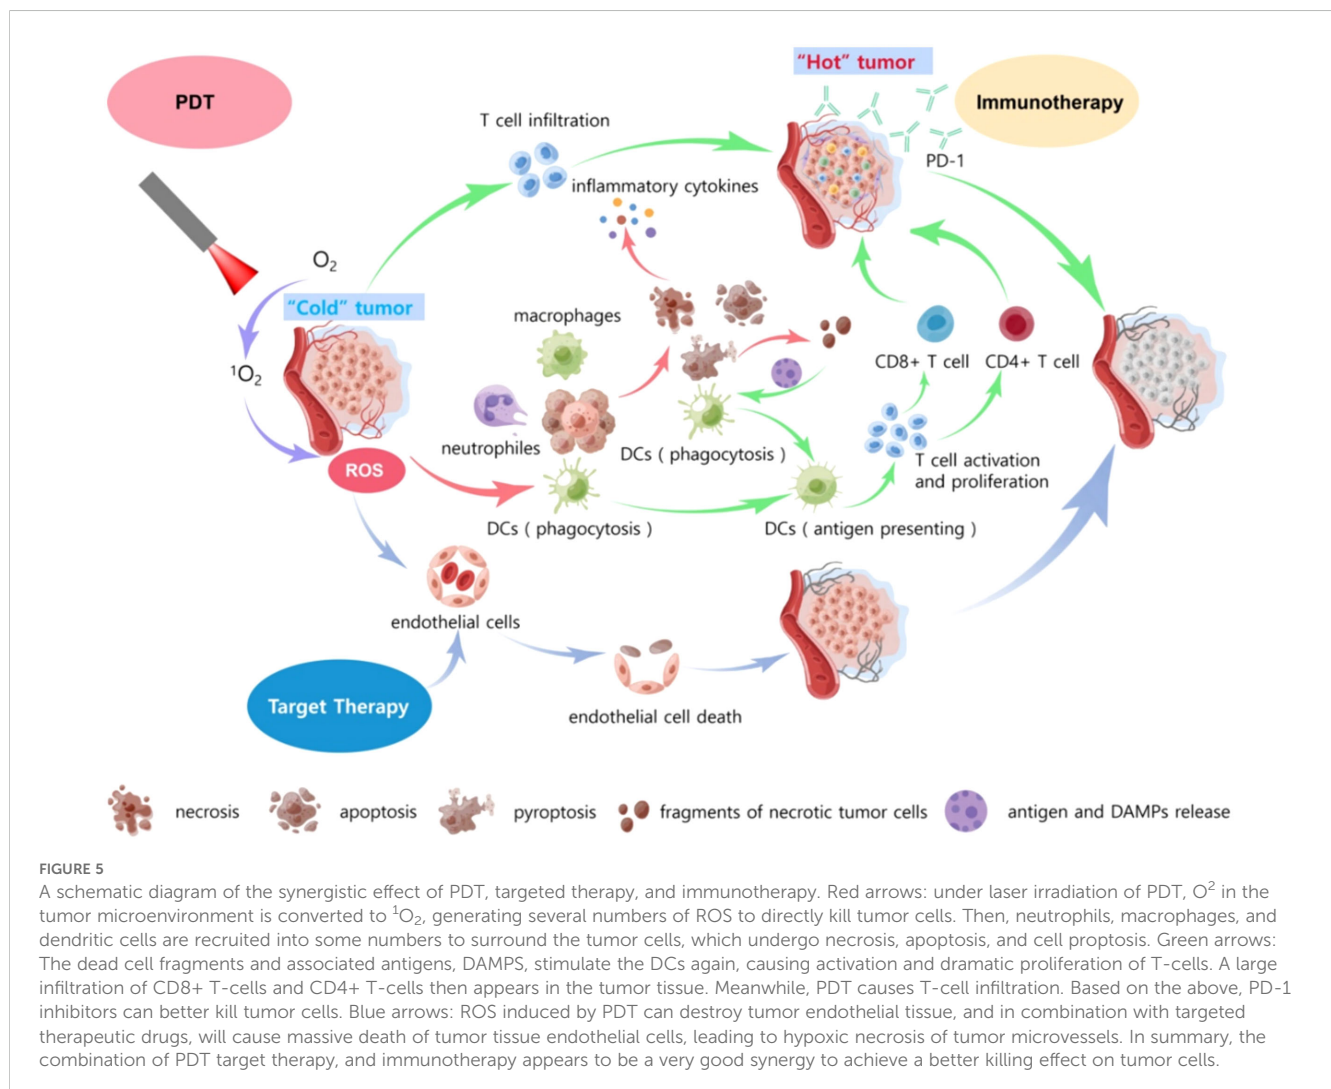 "Hot" tumor
PDT
Immunotherapy
T cell infiltration
PD-1
inflammatory cytokines
O2
"Cold" tumor
macrophages
1O2
CD8+ T cell
CD4+ T cell
neutrophiles
DCs ( phagocytosis )
T cell activation
and proliferation
ROS
DCs ( phagocytosis )
DCs ( antigen presenting )
endothelial cells
Target Therapy
endothelial cell death
necrosis
apoptosis
pyroptosis
fragments of necrotic tumor cells
antigen and DAMPs release
FIGURE 5
A schematic diagram of the synergistic effect of PDT, targeted therapy, and immunotherapy. Red arrows: under laser irradiation of PDT, O² in the
tumor microenvironment is converted to ¹O₂, generating several numbers of ROS to directly kill tumor cells. Then, neutrophils, macrophages, and
dendritic cells are recruited into some numbers to surround the tumor cells, which undergo necrosis, apoptosis, and cell proptosis. Green arrows:
The dead cell fragments and associated antigens, DAMPS, stimulate the DCs again, causing activation and dramatic proliferation of T-cells. A large
infiltration of CD8+ T-cells and CD4+ T-cells then appears in the tumor tissue. Meanwhile, PDT causes T-cell infiltration. Based on the above, PD-1
inhibitors can better kill tumor cells. Blue arrows: ROS induced by PDT can destroy tumor endothelial tissue, and in combination with targeted
therapeutic drugs, will cause massive death of tumor tissue endothelial cells, leading to hypoxic necrosis of tumor microvessels. In summary, the
combination of PDT target therapy, and immunotherapy appears to be a very good synergy to achieve a better killing effect on tumor cells.